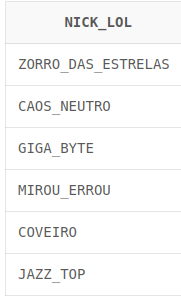 NICK_LOL
ZORRO_DAS_ESTRELAS
CAOS_NEUTRO
GIGA_BYTE
MIROU_ERROU
COVEIRO
JAZZ_TOP